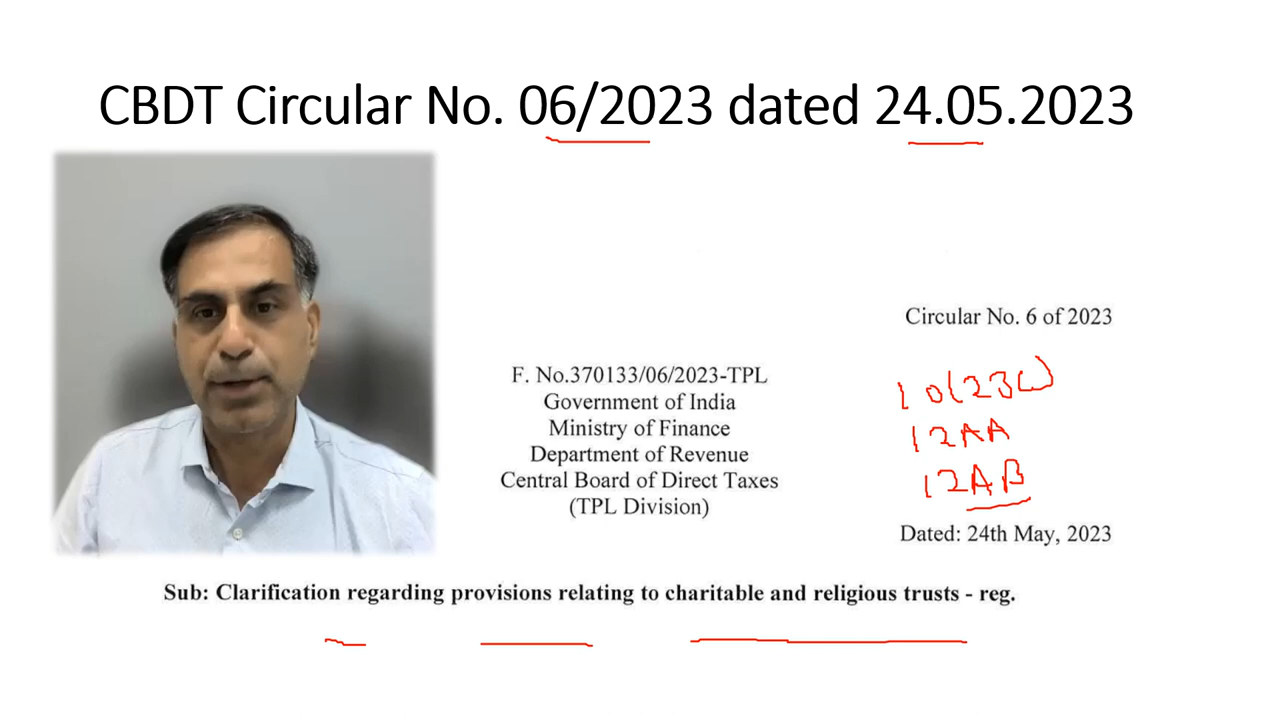 CBDT Circular No. 06/2023 dated 24.05.2023
Circular No. 6 of 2023
F. No.370133/06/2023-TPL
Government of India
Ministry of Finance
Department of Revenue
Central Board of Direct Taxes
(TPL Division)
10(23C)
12AA
12AB
Dated: 24th May, 2023
Sub: Clarification regarding provisions relating to charitable and religious trusts - reg.